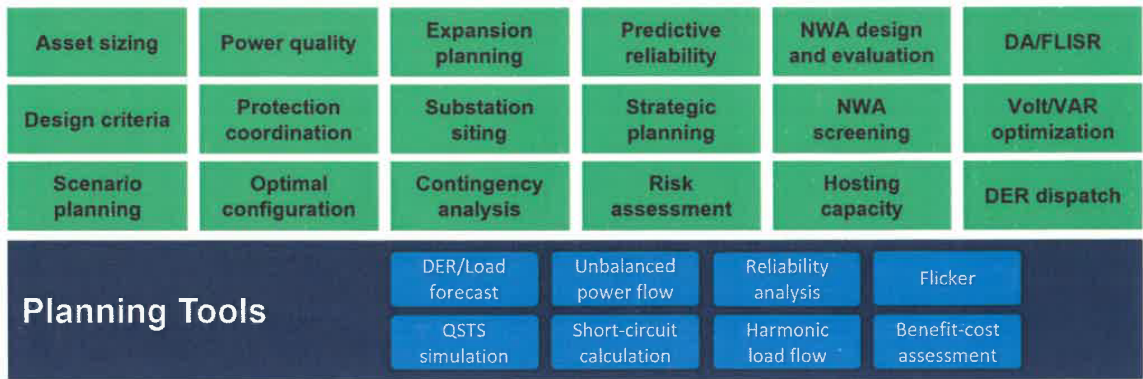 Asset sizing
Power quality
Expansion
planning
Predictive
reliability
NWA design
and evaluation
DA/FLISR
Design criteria
Protection
coordination
Substation
siting
Strategic
planning
NWA
screening
Volt/VAR
optimization
Scenario
planning
Optimal
configuration
Contingency
analysis
Risk
assessment
Hosting
capacity
DER dispatch
Planning Tools
DER/Load
forecast
Unbalanced
power flow
Reliability
analysis
Flicker
QSTS
simulation
Short-circuit
calculation
Harmonic
load flow
Benefit-cost
assessment